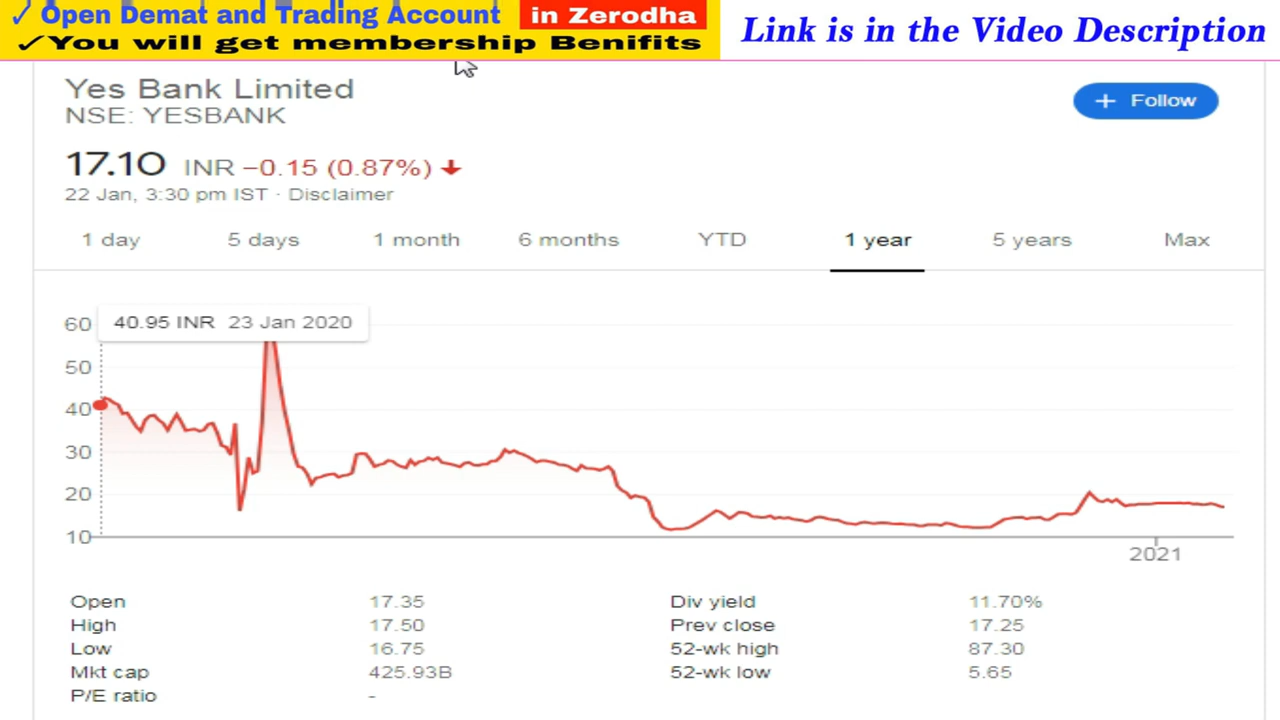 ✓ Open Demat and Trading Account in Zerodha
✓You will get membership Benifits
Link is in the Video Description
Yes Bank Limited
NSE: YESBANK
+ Follow
17.10 INR −0.15 (0.87%) ↓
22 Jan, 3:30 pm IST · Disclaimer
1 day 5 days 1 month 6 months YTD 1 year 5 years Max
40.95 INR 23 Jan 2020
60
50
40
30
20
10
2021
Open 17.35 Div yield 11.70%
High 17.50 Prev close 17.25
Low 16.75 52-wk high 87.30
Mkt cap 425.93B 52-wk low 5.65
P/E ratio -